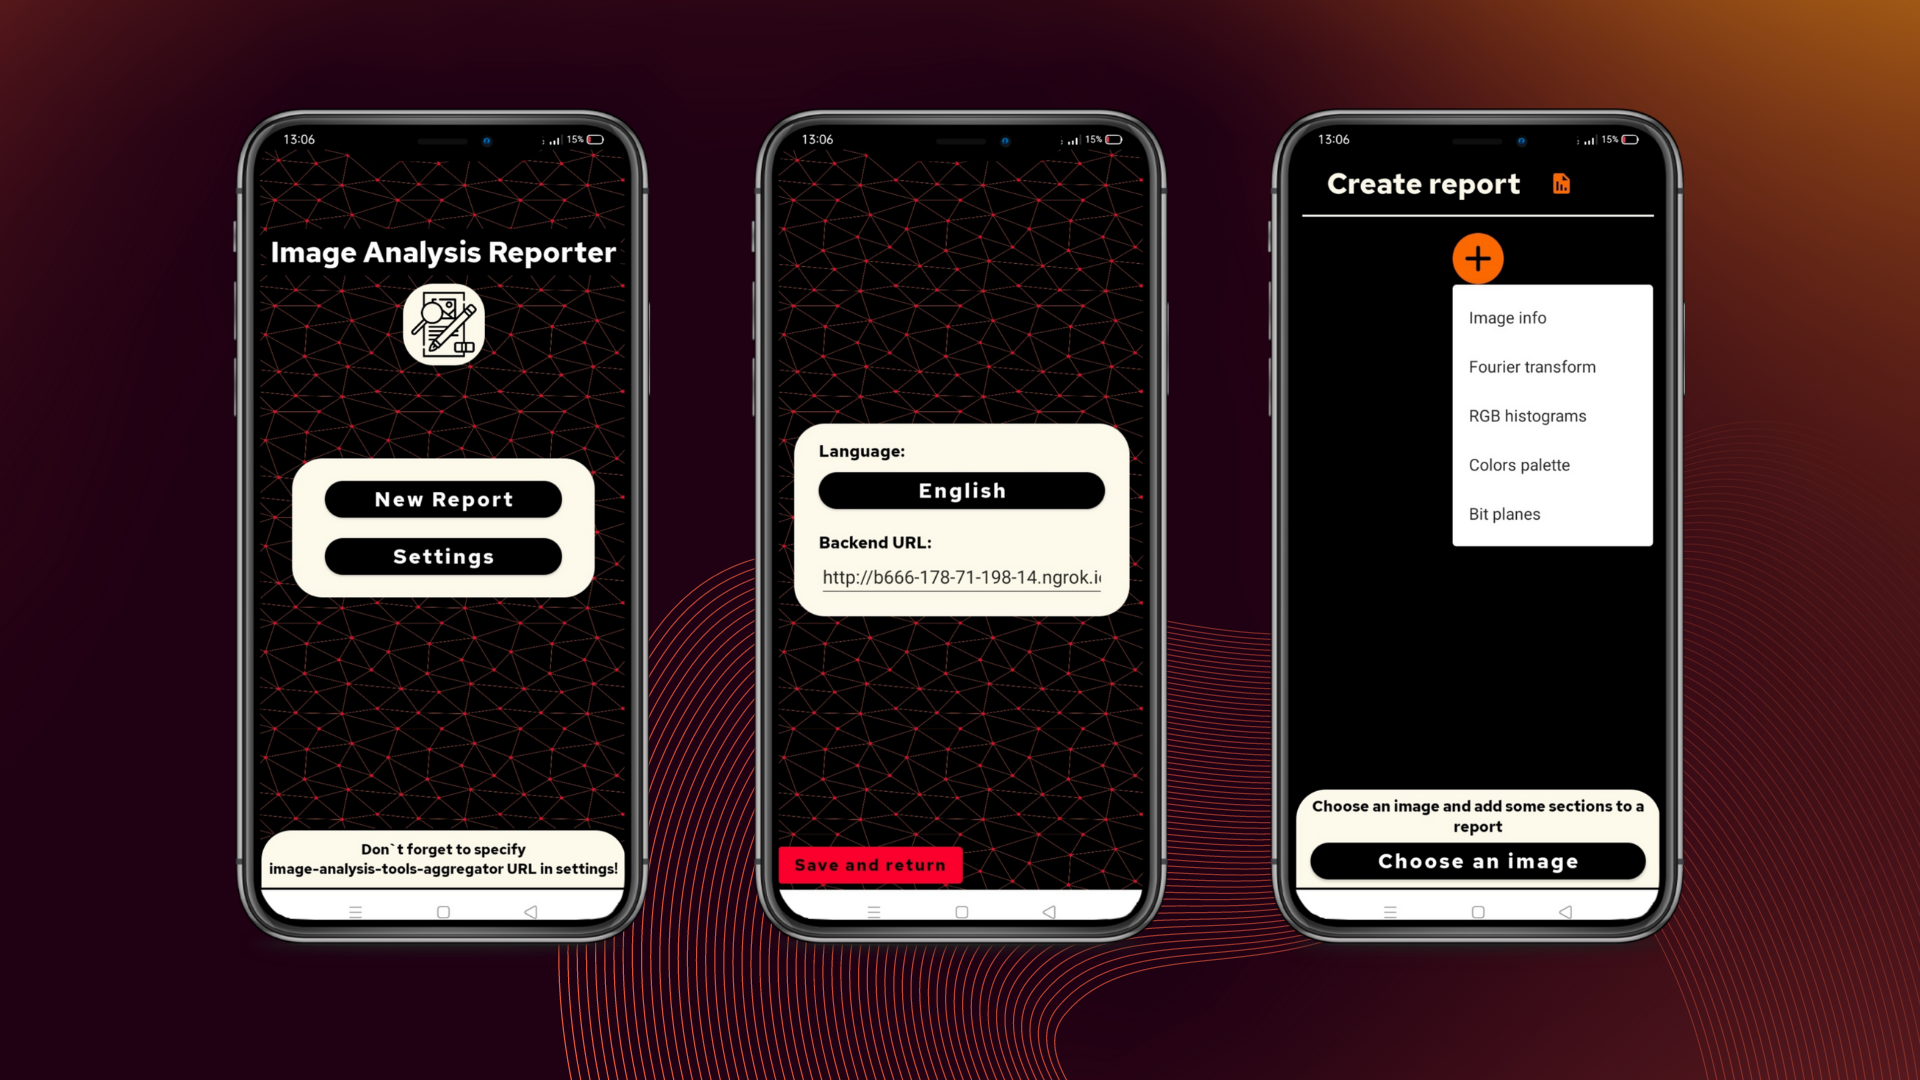 13:06
15%
Image Analysis Reporter
New Report
Settings
Don`t forget to specify
image-analysis-tools-aggregator URL in settings!
13:06
15%
Language:
English
Backend URL:
http://b666-178-71-198-14.ngrok.i
Save and return
13:06
15%
Create report
Image info
Fourier transform
RGB histograms
Colors palette
Bit planes
Choose an image and add some sections to a
report
Choose an image